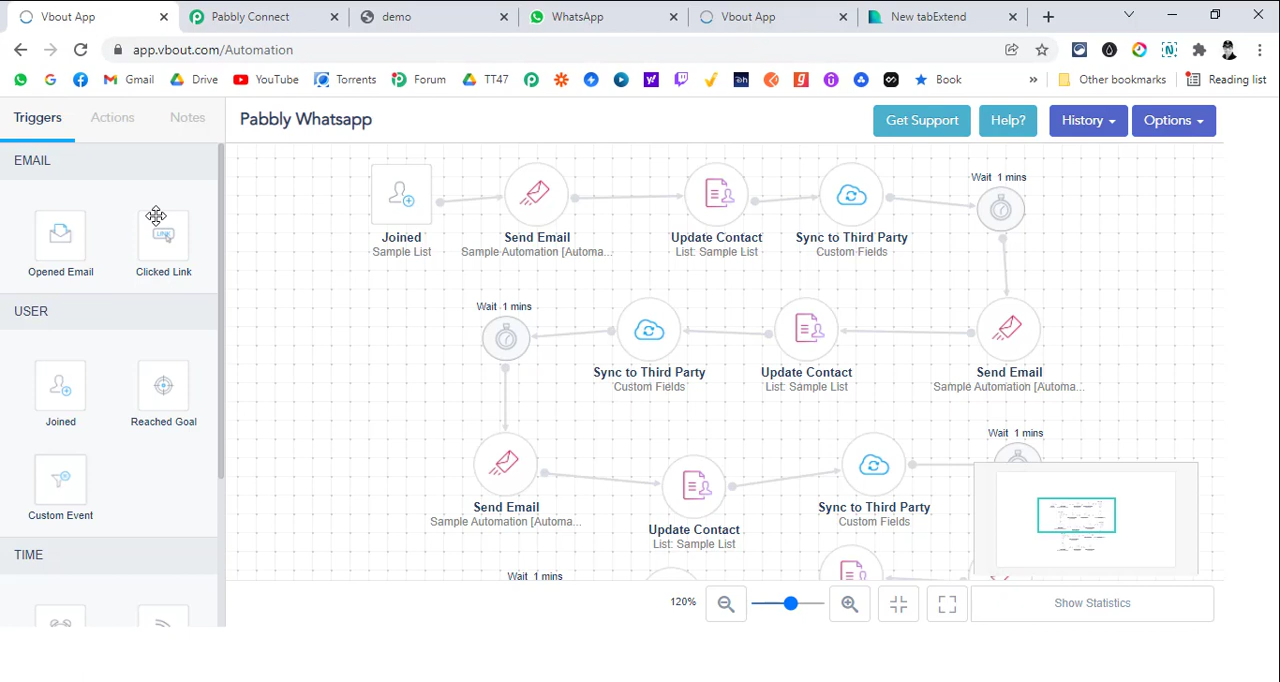 Vbout App
Pabbly Connect
demo
WhatsApp
Vbout App
New tabExtend
app.vbout.com/Automation
Gmail
Drive
YouTube
Torrents
Forum
TT47
Book
»
Other bookmarks
Reading list
Triggers
Actions
Notes
Pabbly Whatsapp
Get Support
Help?
History
Options
EMAIL
Opened Email
LINK
Clicked Link
USER
Joined
Reached Goal
Custom Event
TIME
Joined
Sample List
Send Email
Sample Automation [Automa...
Update Contact
List: Sample List
Sync to Third Party
Custom Fields
Wait 1 mins
Wait 1 mins
Sync to Third Party
Custom Fields
Update Contact
List: Sample List
Send Email
Sample Automation [Automa...
Wait 1 mins
Send Email
Sample Automation [Automa...
Update Contact
List: Sample List
Sync to Third Party
Custom Fields
Wait 1 mins
120%
Show Statistics